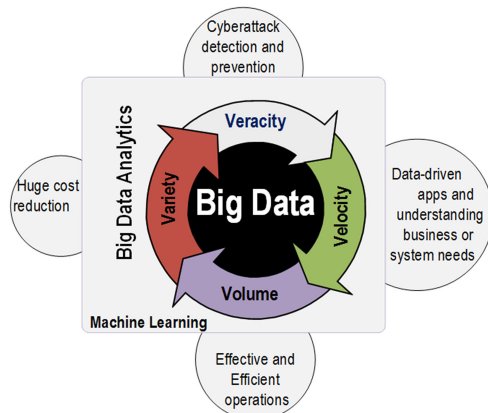 Cyberattack
detection and
prevention
Big Data Analytics
Veracity
Variety
Big Data
Velocity
Volume
Machine Learning
Huge cost
reduction
Data-driven
apps and
understanding
business or
system needs
Effective and
Efficient
operations